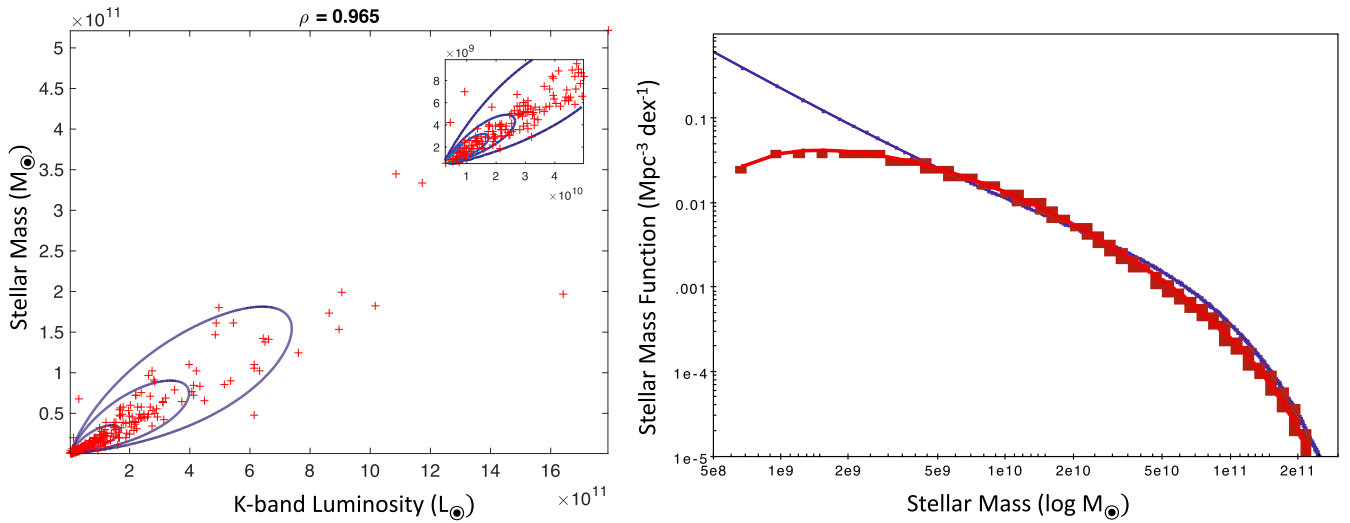 ρ = 0.965
×10¹¹
5
4.5
4
3.5
3
2.5
2
1.5
1
0.5
Stellar Mass (M☉)
2
4
6
8
10
12
14
16
×10¹¹
K-band Luminosity (L☉)
×10⁹
8
6
4
2
1
2
3
4
×10¹⁰
0.1
0.01
.001
1e-4
1e-5
Stellar Mass Function (Mpc⁻³ dex⁻¹)
5e8
1e9
2e9
5e9
1e10
2e10
5e10
1e11
2e11
Stellar Mass (log M☉)